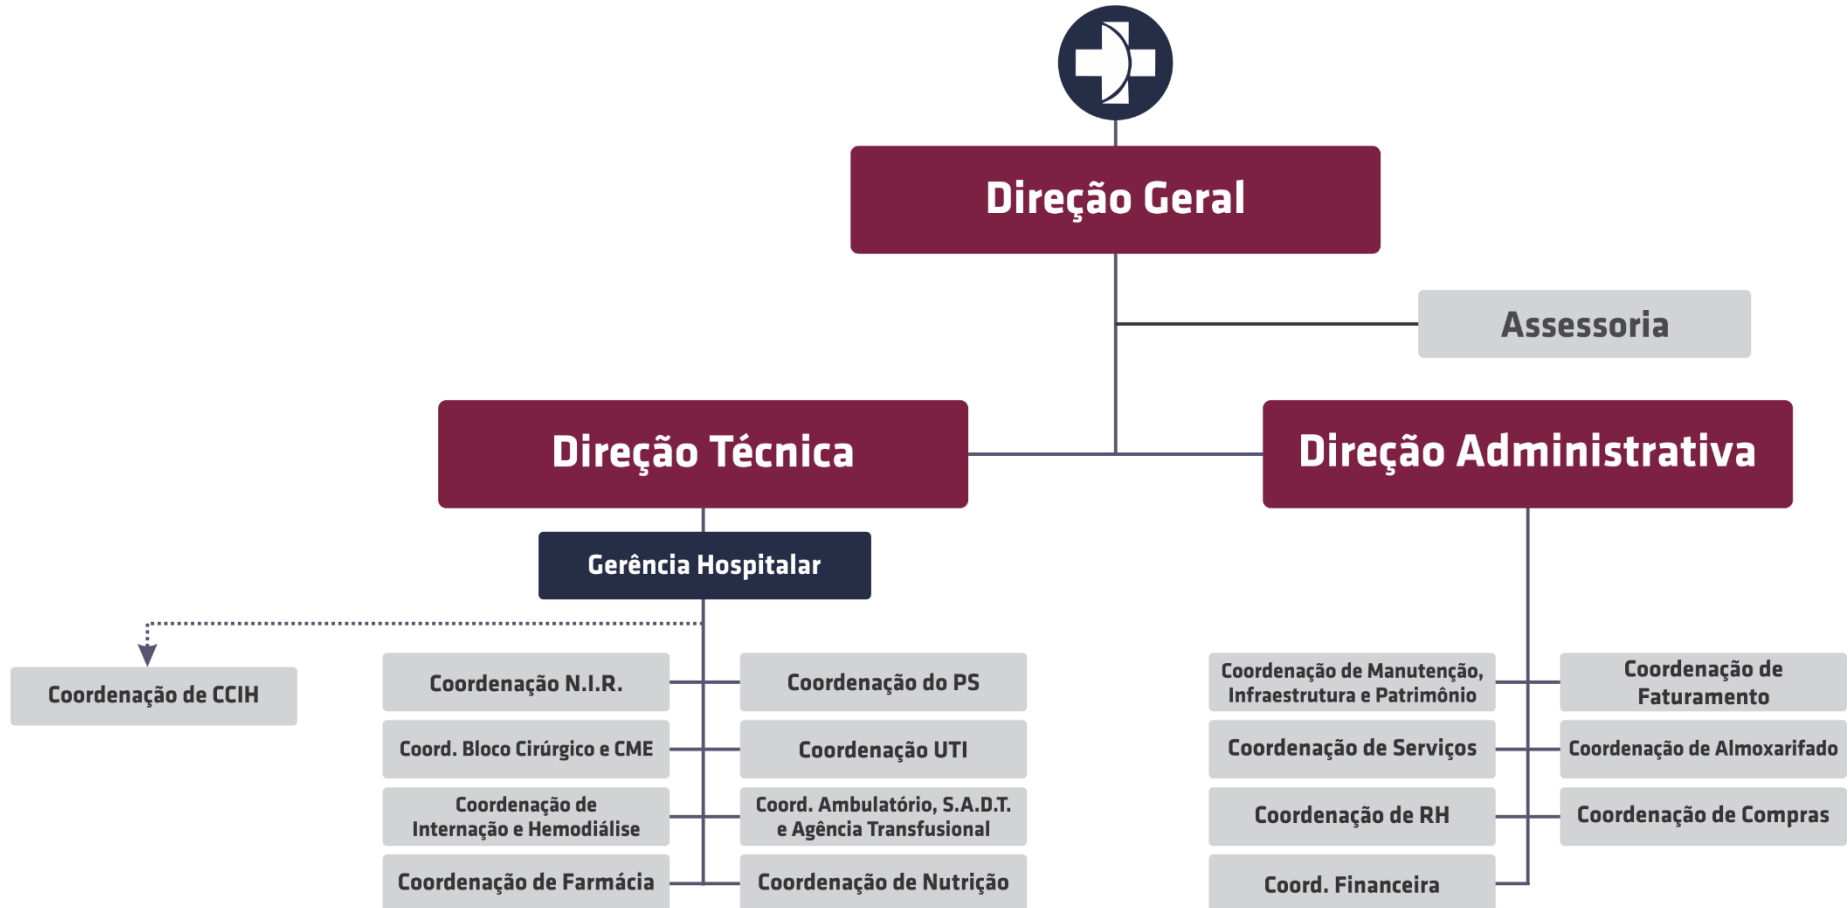 Direção Geral
Assessoria
Direção Técnica
Direção Administrativa
Gerência Hospitalar
Coordenação de CCIH
Coordenação N.I.R.
Coordenação do PS
Coord. Bloco Cirúrgico e CME
Coordenação UTI
Coordenação de
Internação e Hemodiálise
Coord. Ambulatório, S.A.D.T.
e Agência Transfusional
Coordenação de Farmácia
Coordenação de Nutrição
Coordenação de Manutenção,
Infraestrutura e Patrimônio
Coordenação de
Faturamento
Coordenação de Serviços
Coordenação de Almoxarifado
Coordenação de RH
Coordenação de Compras
Coord. Financeira